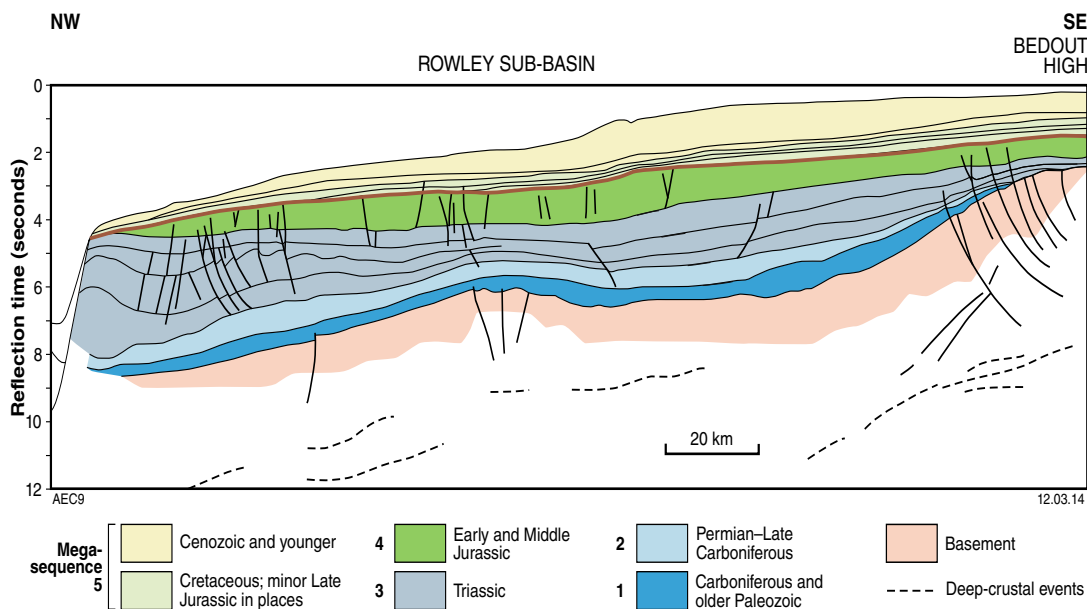 NW
SE
ROWLEY SUB-BASIN
BEDOUT
HIGH
Reflection time (seconds)
0
2
4
6
8
10
12
20 km
AEC9
12.03.14
Mega-
sequence
5
Cenozoic and younger
Cretaceous; minor Late
Jurassic in places
4
Early and Middle
Jurassic
3
Triassic
2
Permian–Late
Carboniferous
1
Carboniferous and
older Paleozoic
Basement
Deep-crustal events